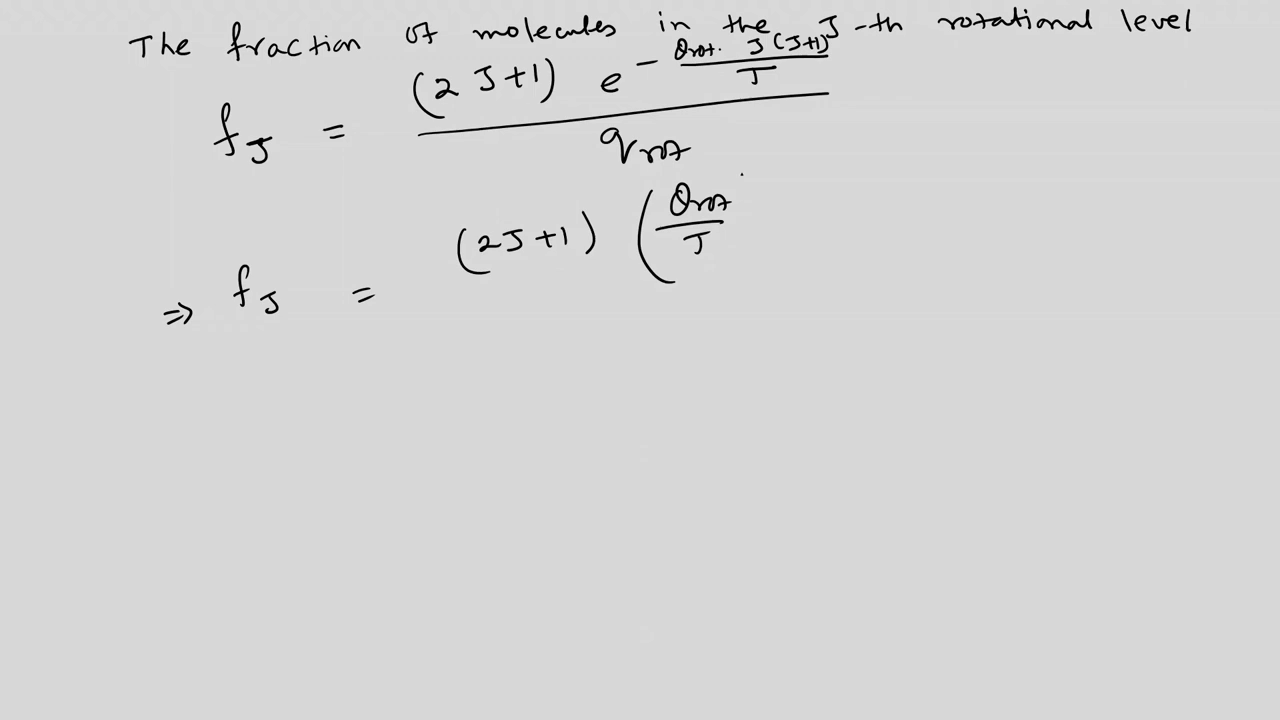 The fraction of molecules in the J-th rotational level
f_J = (2J+1) e^{-θrot. J(J+1)/T} / q_rot
⇒ f_J = (2J+1) (θrot/T